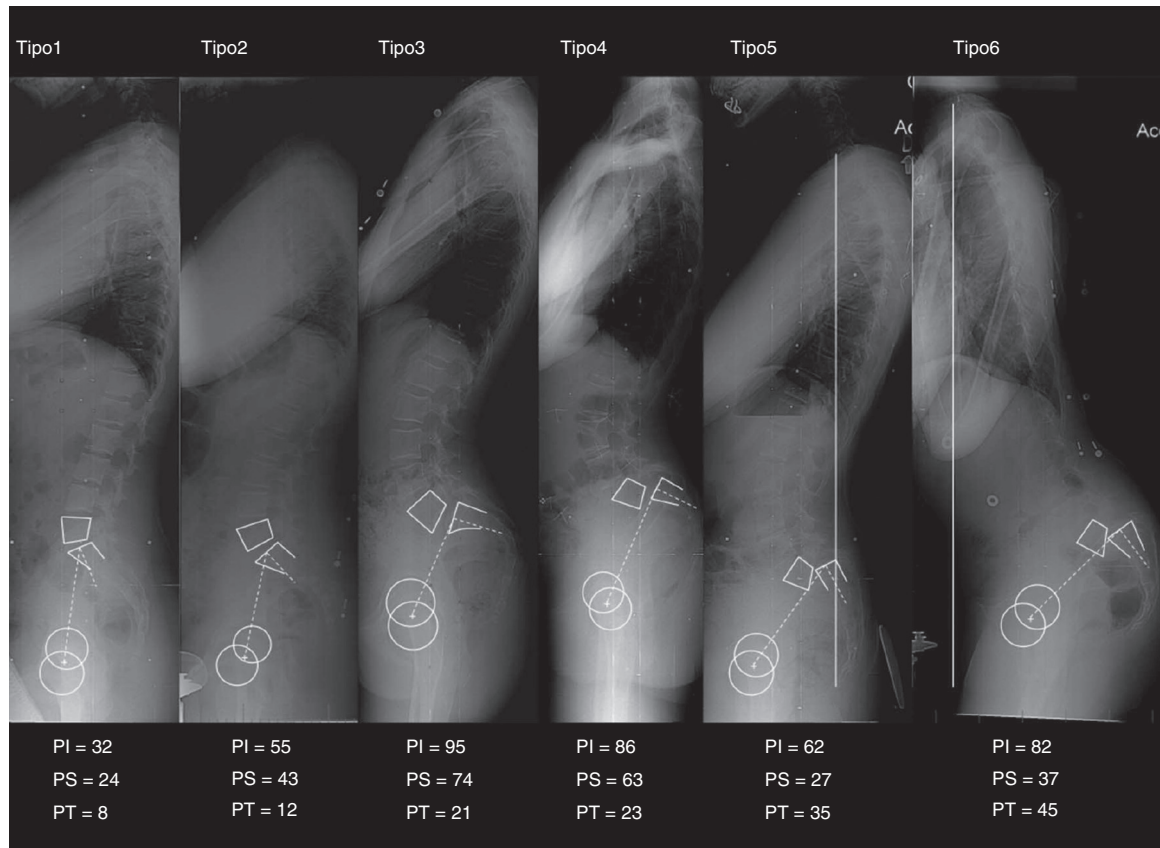 Tipo1
Tipo2
Tipo3
Tipo4
Tipo5
Tipo6
Ac
Acc
PI = 32
PS = 24
PT = 8
PI = 55
PS = 43
PT = 12
PI = 95
PS = 74
PT = 21
PI = 86
PS = 63
PT = 23
PI = 62
PS = 27
PT = 35
PI = 82
PS = 37
PT = 45